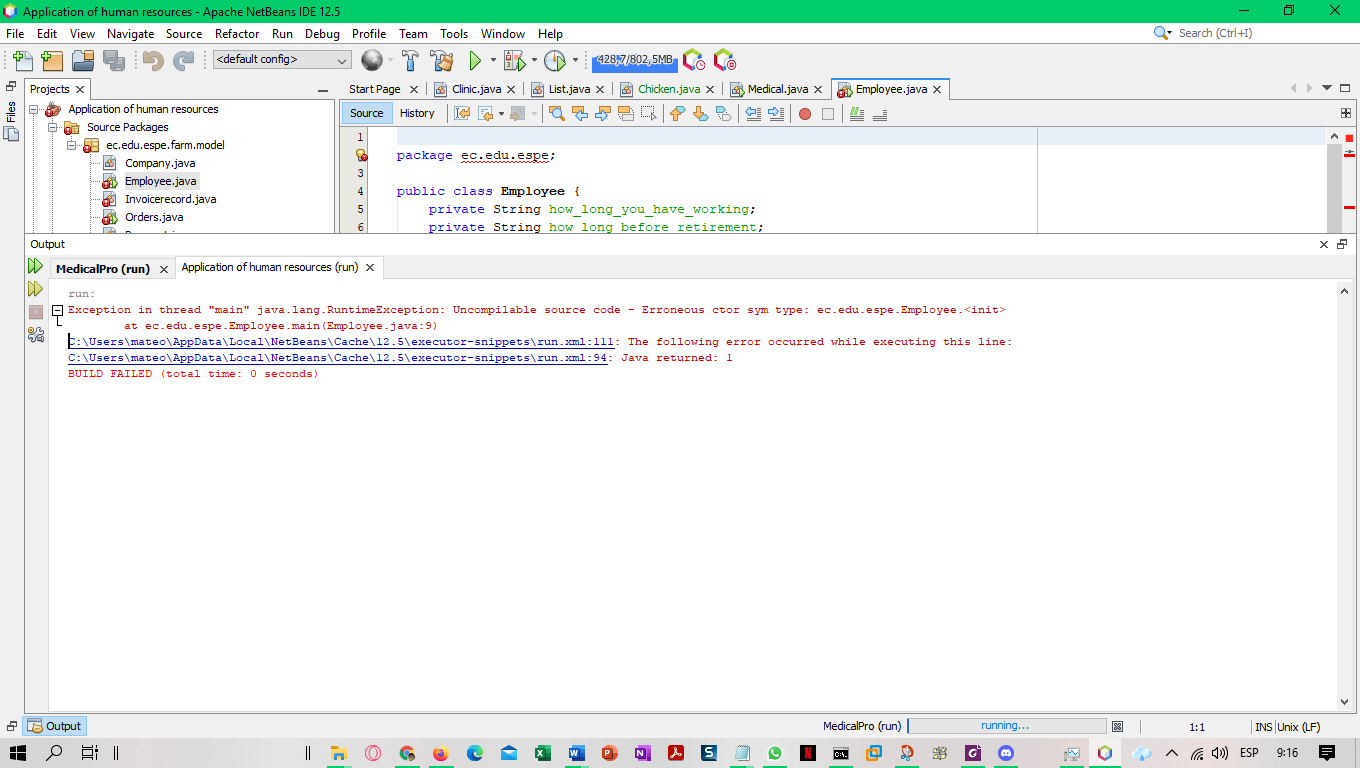 Application of human resources - Apache NetBeans IDE 12.5
File Edit View Navigate Source Refactor Run Debug Profile Team Tools Window Help
Search (Ctrl+I)
<default config>
428,7/802,5MB
Files
Projects
Application of human resources
Source Packages
ec.edu.espe.farm.model
Company.java
Employee.java
Invoicerecord.java
Orders.java
Start Page Clinic.java List.java Chicken.java Medical.java Employee.java
Source History
1
package ec.edu.espe;
3
4 public class Employee {
5 private String how_long_you_have_working;
6 private String how_long_before_retirement;
Output
MedicalPro (run) Application of human resources (run)
run:
Exception in thread "main" java.lang.RuntimeException: Uncompilable source code - Erroneous ctor sym type: ec.edu.espe.Employee.<init>
at ec.edu.espe.Employee.main(Employee.java:9)
C:\Users\mateo\AppData\Local\NetBeans\Cache\12.5\executor-snippets\run.xml:111: The following error occurred while executing this line:
C:\Users\mateo\AppData\Local\NetBeans\Cache\12.5\executor-snippets\run.xml:94: Java returned: 1
BUILD FAILED (total time: 0 seconds)
Output
MedicalPro (run) running... 1:1 INS Unix (LF)
ESP 9:16